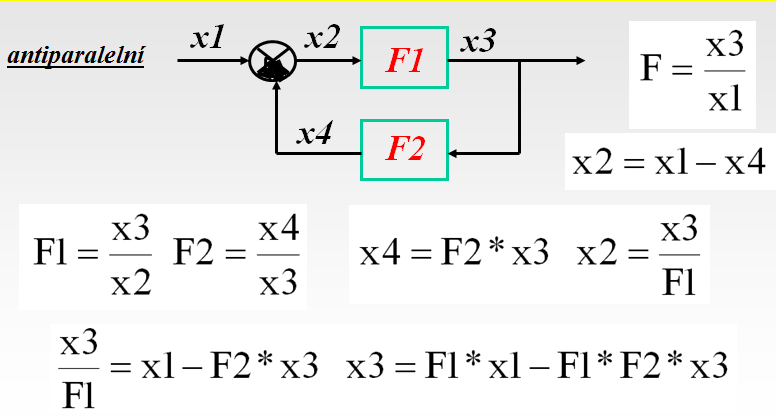 antiparalelní x1 x2 F1 x3
F = x3/x1
x4 F2
x2 = x1 − x4
F1 = x3/x2 F2 = x4/x3 x4 = F2 * x3 x2 = x3/F1
x3/F1 = x1 − F2 * x3 x3 = F1 * x1 − F1 * F2 * x3